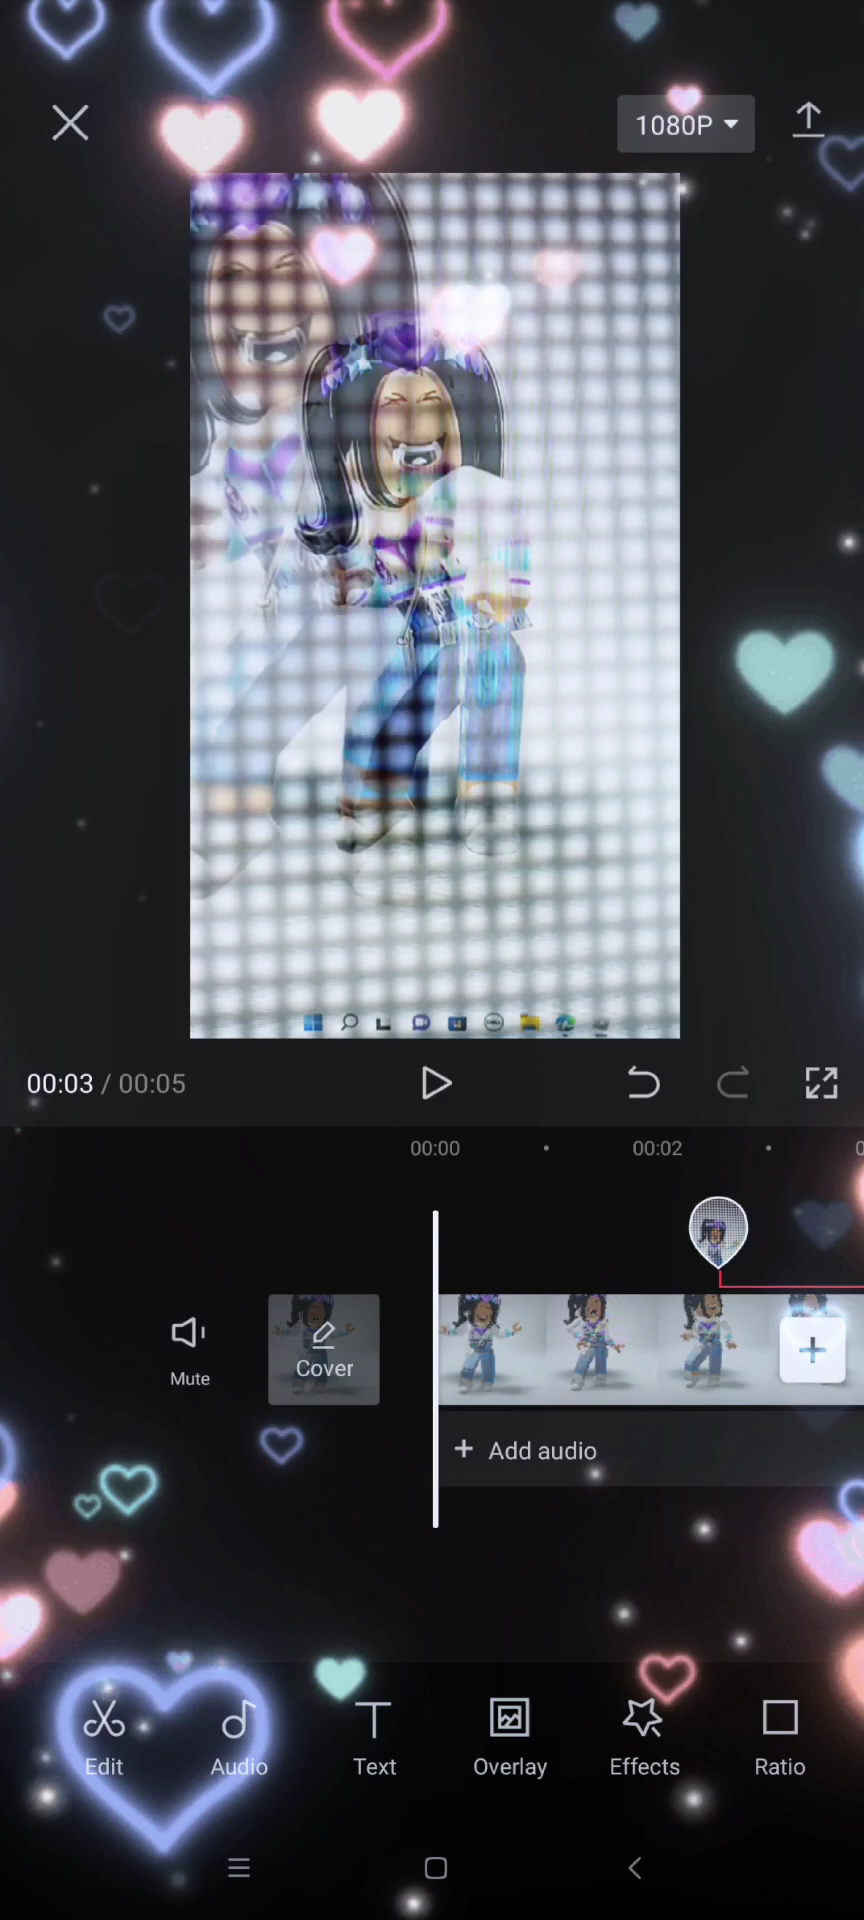 1080P
00:03 / 00:05
00:00
00:02
Mute
Cover
+ Add audio
Edit
Audio
Text
Overlay
Effects
Ratio